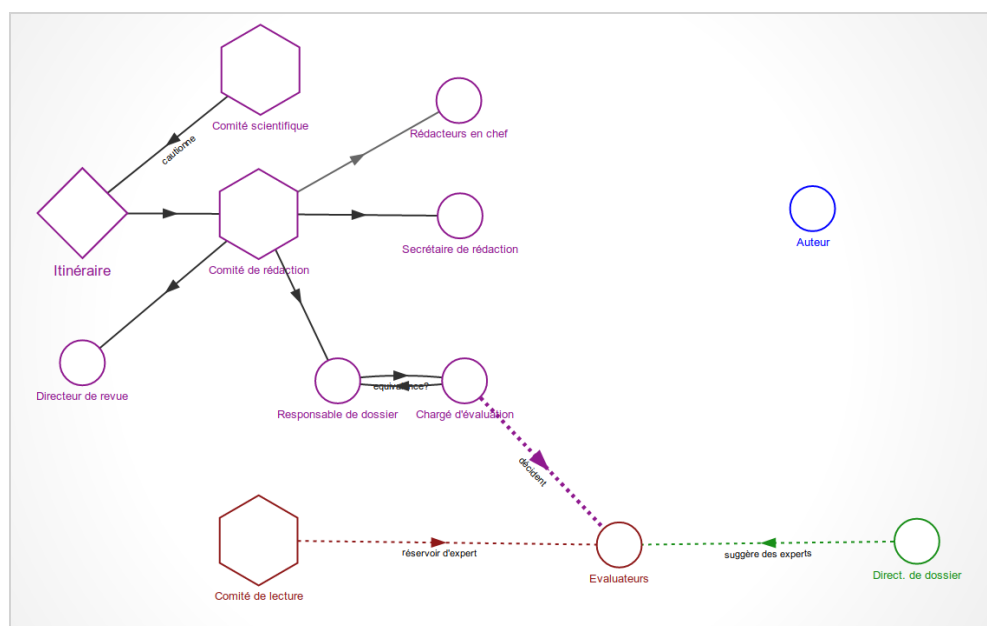 Comité scientifique
Rédacteurs en chef
cautionne
Auteur
Secrétaire de rédaction
Itinéraire
Comité de rédaction
Directeur de revue
equivalence?
Responsable de dossier
Chargé d'évaluation
décident
réservoir d'expert
suggère des experts
Evaluateurs
Direct. de dossier
Comité de lecture